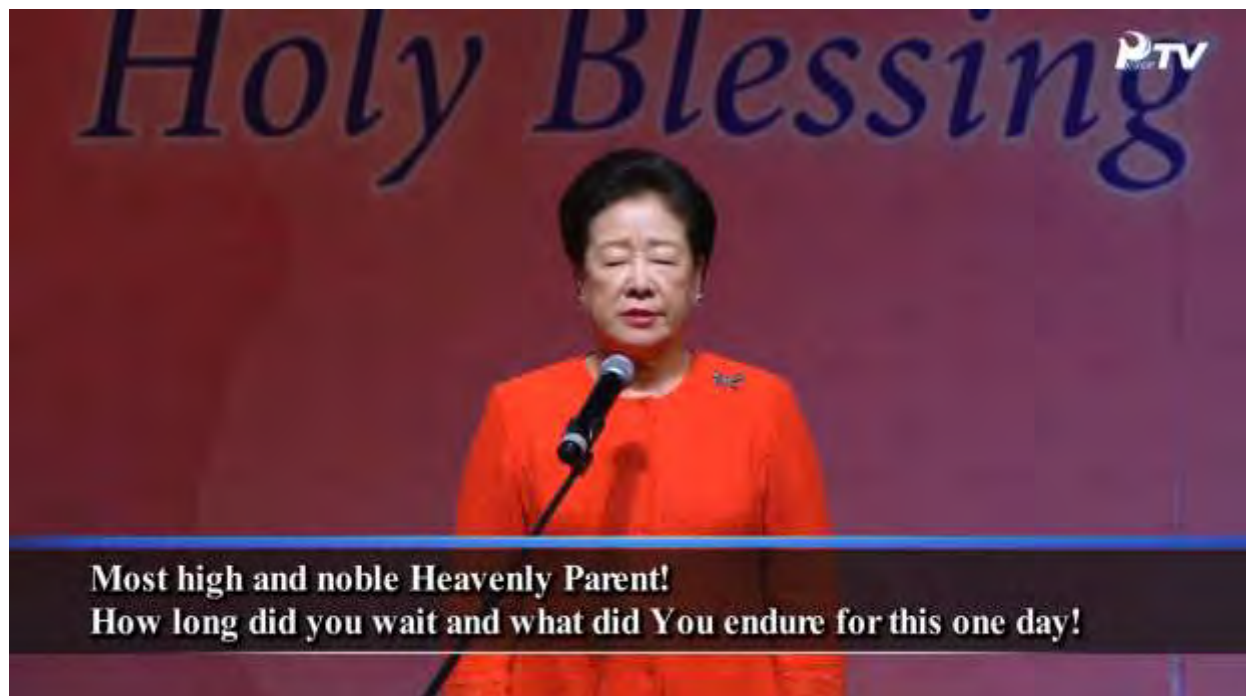 Holy Blessing
PTV
Most high and noble Heavenly Parent!
How long did you wait and what did You endure for this one day!